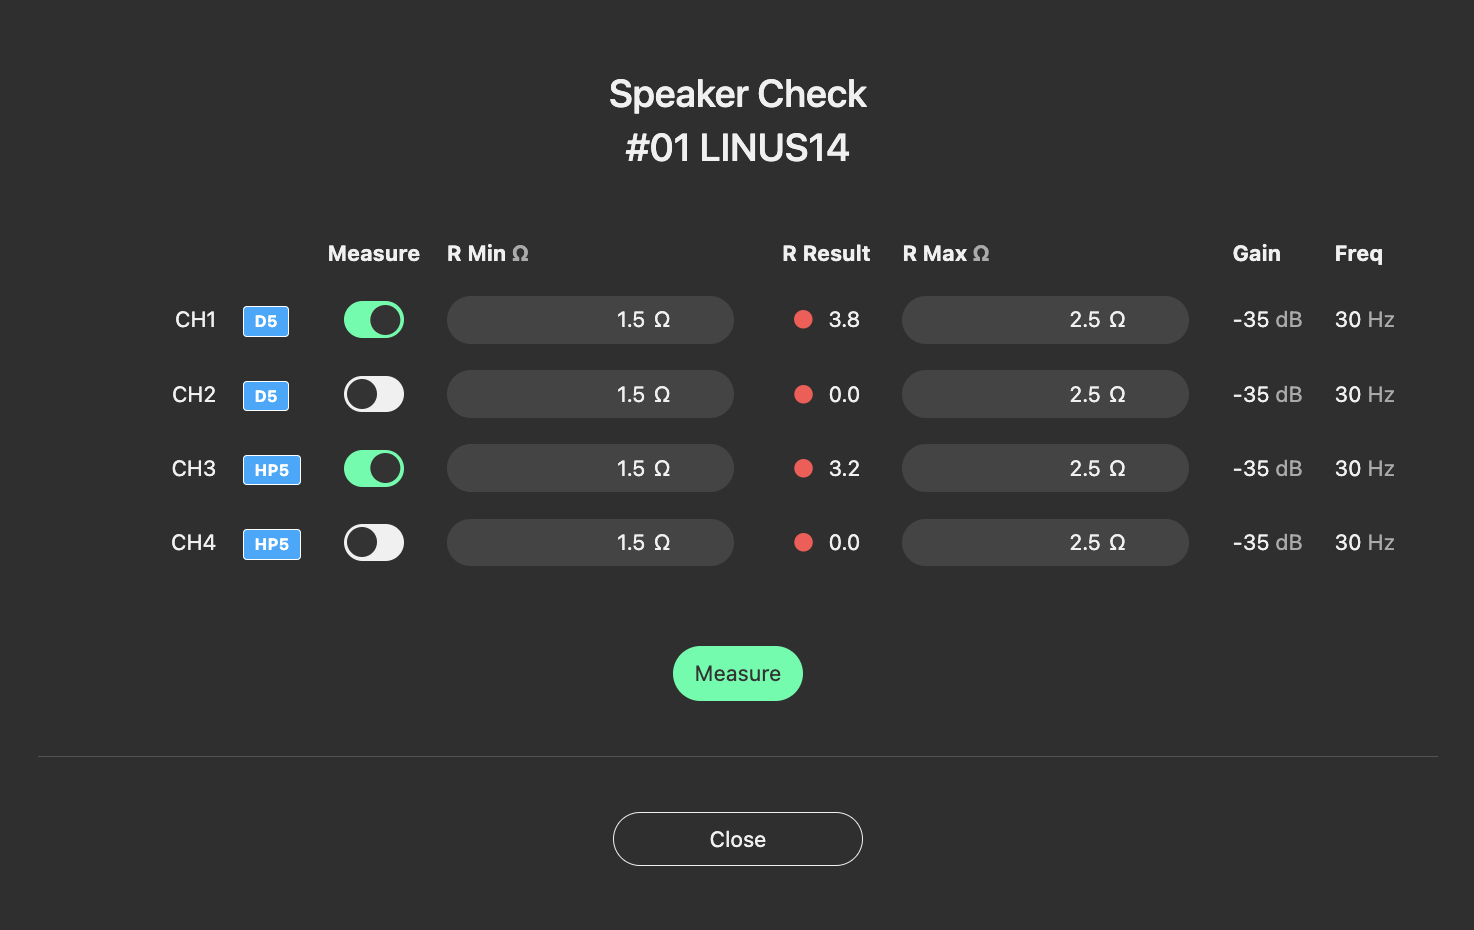 Speaker Check
#01 LINUS14
Measure R Min Ω R Result R Max Ω Gain Freq
CH1 D5 1.5 Ω 3.8 2.5 Ω -35 dB 30 Hz
CH2 D5 1.5 Ω 0.0 2.5 Ω -35 dB 30 Hz
CH3 HP5 1.5 Ω 3.2 2.5 Ω -35 dB 30 Hz
CH4 HP5 1.5 Ω 0.0 2.5 Ω -35 dB 30 Hz
Measure
Close